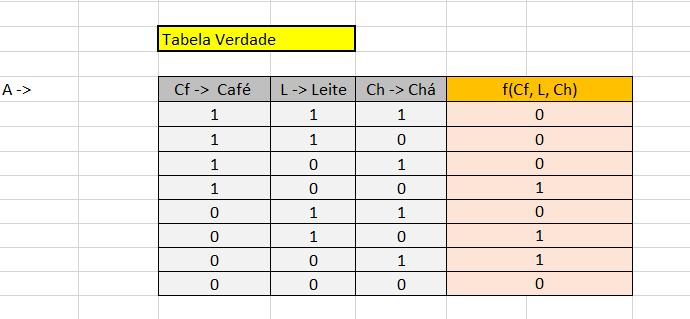 Tabela Verdade
A -> Cf -> Café L -> Leite Ch -> Chá f(Cf, L, Ch)
1 1 1 0
1 1 0 0
1 0 1 0
1 0 0 1
0 1 1 0
0 1 0 1
0 0 1 1
0 0 0 0